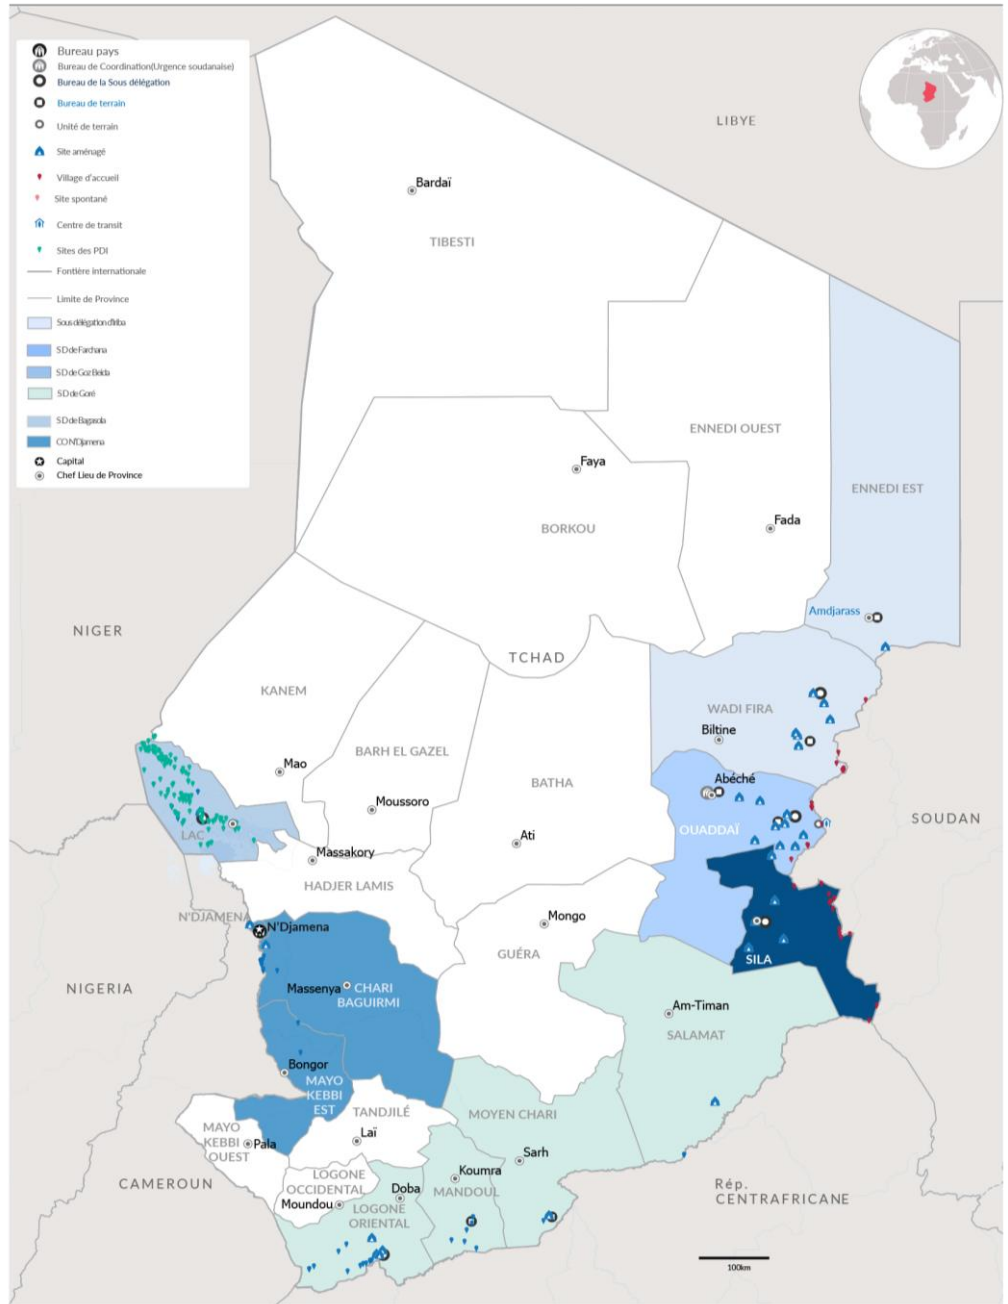 Bureau pays
Bureau de Coordination(Urgence soudanaise)
Bureau de la Sous délégation
Bureau de terrain
Unité de terrain
Site aménagé
Village d'accueil
Site spontané
Centre de transit
Sites des PDI
Fontière internationale
Limite de Province
Sous délégation d'Iriba
SD de Farchana
SD de Goz Beida
SD de Goré
SD de Bagasola
CO N'Djamena
Capital
Chef Lieu de Province
LIBYE
Bardaï
TIBESTI
ENNEDI OUEST
Faya
ENNEDI EST
BORKOU
Fada
Amdjarass
NIGER
TCHAD
KANEM
WADI FIRA
Biltine
BARH EL GAZEL
Mao
BATHA
Abéché
Moussoro
SOUDAN
OUADDAÏ
LAC
Ati
Massakory
HADJER LAMIS
N'DJAMENA
N'Djamena
Mongo
GUÉRA
SILA
NIGERIA
Massenya
CHARI
BAGUIRMI
Am-Timan
SALAMAT
Bongor
MAYO
KEBBI
EST
TANDJILÉ
MOYEN CHARI
MAYO
KEBBI
OUEST
Pala
Laï
Sarh
CAMEROUN
LOGONE
OCCIDENTAL
Koumra
MANDOUL
Doba
Moundou
LOGONE
ORIENTAL
Rép.
CENTRAFRICAINE
100km